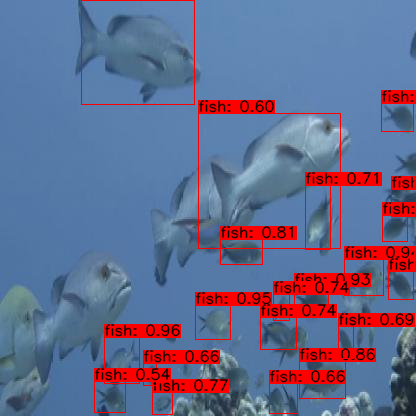 fish: 0.60
fish:
fish: 0.71
fish:
fish:
fish: 0.81
fish: 0.9
fish:
fish: 0.93
fish: 0.74
fish: 0.95
fish: 0.74
fish: 0.69
fish: 0.96
fish: 0.66
fish: 0.86
fish: 0.54
fish: 0.66
fish: 0.77